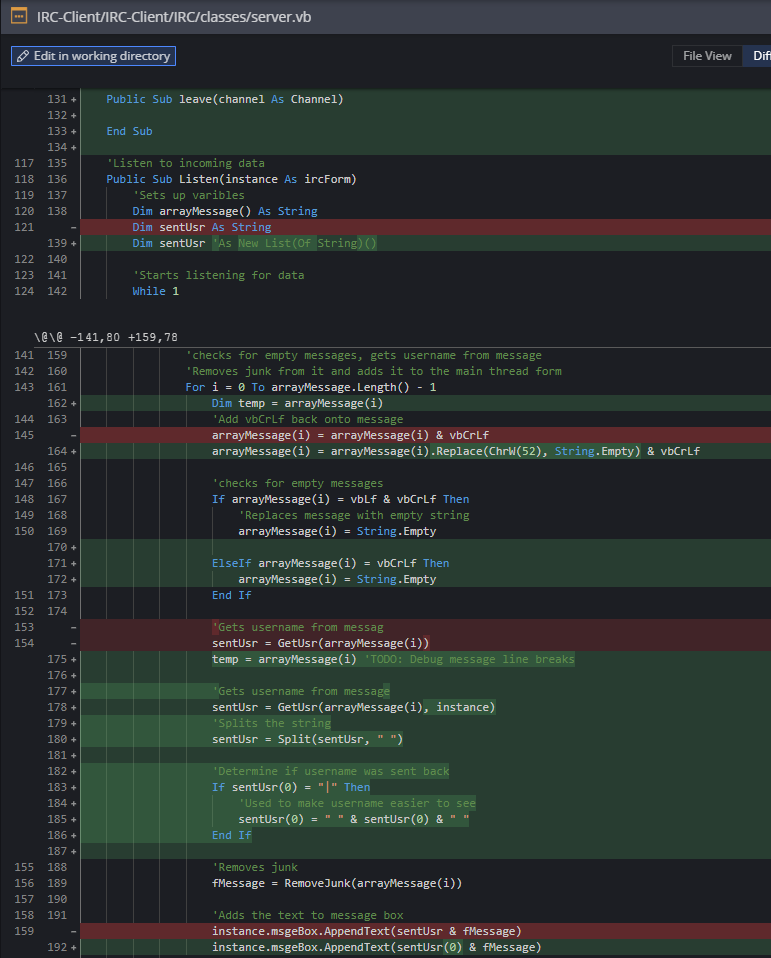 IRC-Client/IRC-Client/IRC/classes/server.vb
Edit in working directory File View Diff
131 + Public Sub leave(channel As Channel)
132 +
133 + End Sub
134 +
117 135 'Listen to incoming data
118 136 Public Sub Listen(instance As ircForm)
119 137 'Sets up varibles
120 138 Dim arrayMessage() As String
121 - Dim sentUsr As String
139 + Dim sentUsr 'As New List(Of String)()
122 140
123 141 'Starts listening for data
124 142 While 1
\@\@ -141,80 +159,78
141 159 'checks for empty messages, gets username from message
142 160 'Removes junk from it and adds it to the main thread form
143 161 For i = 0 To arrayMessage.Length() - 1
162 + Dim temp = arrayMessage(i)
144 163 'Add vbCrLf back onto message
145 - arrayMessage(i) = arrayMessage(i) & vbCrLf
164 + arrayMessage(i) = arrayMessage(i).Replace(ChrW(52), String.Empty) & vbCrLf
146 165
147 166 'checks for empty messages
148 167 If arrayMessage(i) = vbLf & vbCrLf Then
149 168 'Replaces message with empty string
150 169 arrayMessage(i) = String.Empty
170 +
171 + ElseIf arrayMessage(i) = vbCrLf Then
172 + arrayMessage(i) = String.Empty
151 173 End If
152 174
153 - 'Gets username from messag
154 - sentUsr = GetUsr(arrayMessage(i))
175 + temp = arrayMessage(i) 'TODO: Debug message line breaks
176 +
177 + 'Gets username from message
178 + sentUsr = GetUsr(arrayMessage(i), instance)
179 + 'Splits the string
180 + sentUsr = Split(sentUsr, " ")
181 +
182 + 'Determine if username was sent back
183 + If sentUsr(0) = "|" Then
184 + 'Used to make username easier to see
185 + sentUsr(0) = " " & sentUsr(0) & " "
186 + End If
187 +
155 188 'Removes junk
156 189 fMessage = RemoveJunk(arrayMessage(i))
157 190
158 191 'Adds the text to message box
159 - instance.msgeBox.AppendText(sentUsr & fMessage)
192 + instance.msgeBox.AppendText(sentUsr(0) & fMessage)